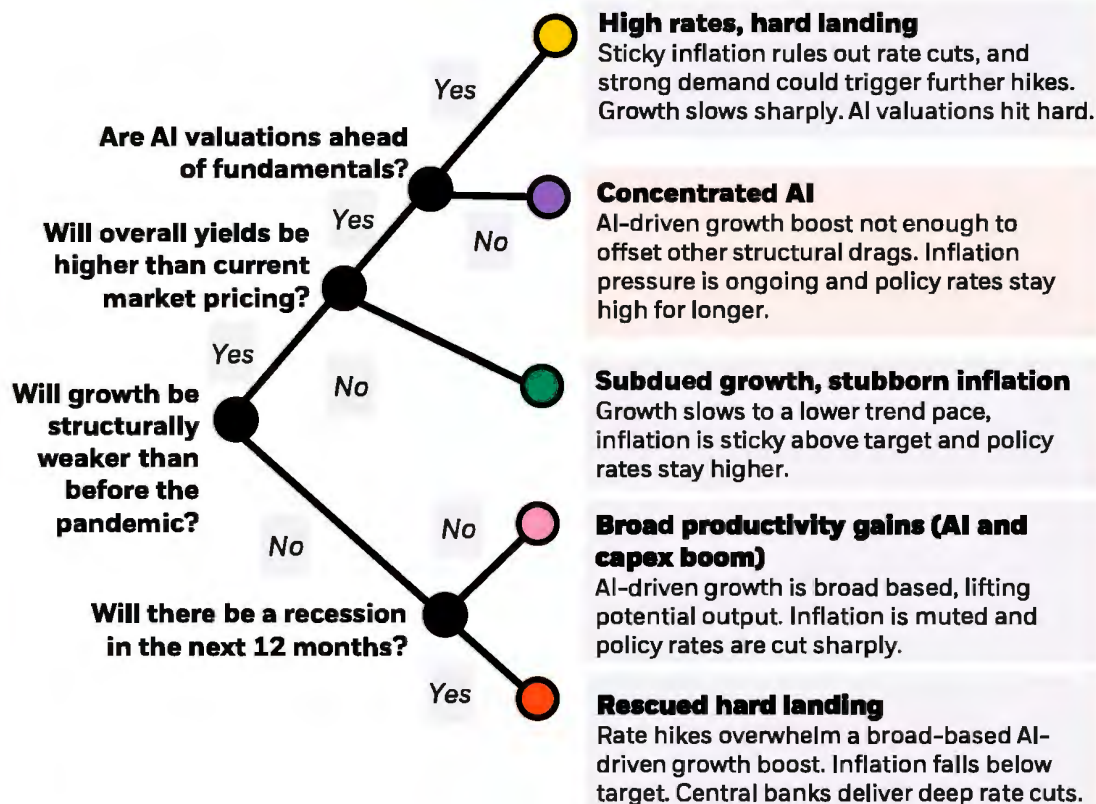 High rates, hard landing
Sticky inflation rules out rate cuts, and
strong demand could trigger further hikes.
Growth slows sharply. AI valuations hit hard.
Yes
Are AI valuations ahead
of fundamentals?
Concentrated AI
AI-driven growth boost not enough to
offset other structural drags. Inflation
pressure is ongoing and policy rates stay
high for longer.
Yes
No
Will overall yields be
higher than current
market pricing?
Yes
No
Subdued growth, stubborn inflation
Growth slows to a lower trend pace,
inflation is sticky above target and policy
rates stay higher.
Will growth be
structurally
weaker than
before the
pandemic?
No
No
Broad productivity gains (AI and
capex boom)
AI-driven growth is broad based, lifting
potential output. Inflation is muted and
policy rates are cut sharply.
Will there be a recession
in the next 12 months?
Yes
Rescued hard landing
Rate hikes overwhelm a broad-based AI-
driven growth boost. Inflation falls below
target. Central banks deliver deep rate cuts.